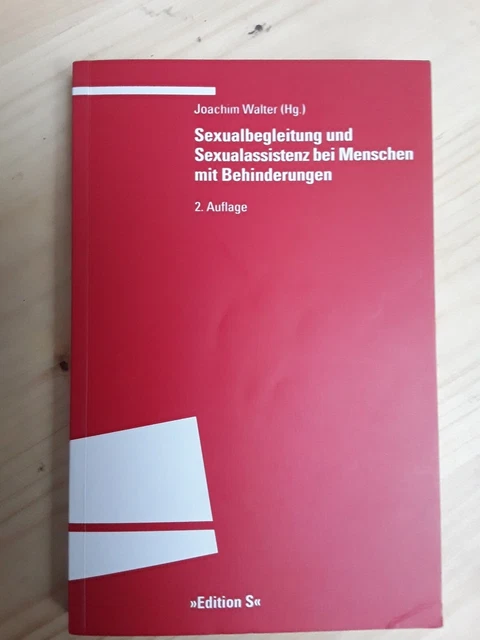 Joachim Walter (Hg.)
Sexualbegleitung und
Sexualassistenz bei Menschen
mit Behinderungen
2. Auflage
»Edition S«